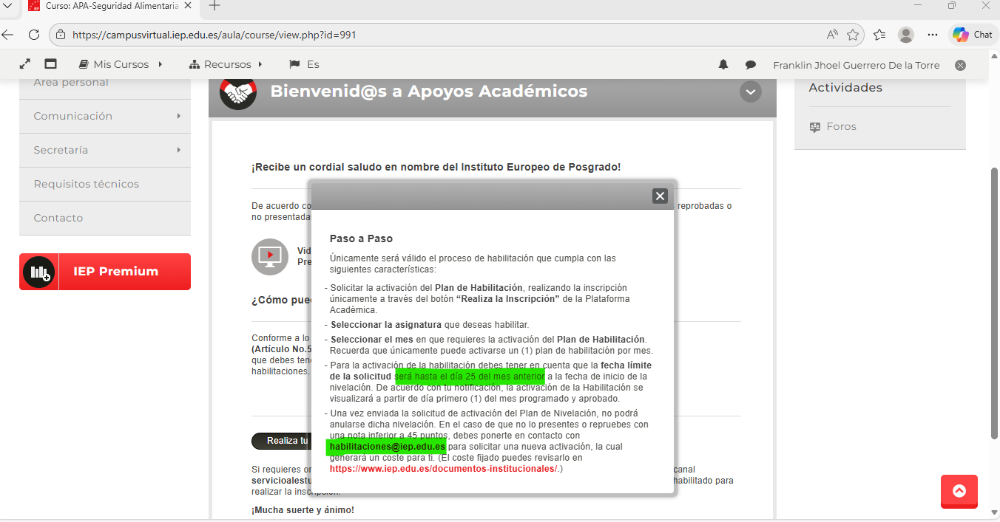 Curso: APA-Seguridad Alimentaria
https://campusvirtual.iep.edu.es/aula/course/view.php?id=991
Chat
Mis Cursos
Recursos
Es
Franklin Jhoel Guerrero De la Torre
Área personal
Comunicación
Secretaría
Requisitos técnicos
Contacto
IEP Premium
Bienvenid@s a Apoyos Académicos
Actividades
Foros
¡Recibe un cordial saludo en nombre del Instituto Europeo de Posgrado!
De acuerdo co
reprobadas o
no presentadas
Vid
Pre
¿Cómo pue
Conforme a lo
(Artículo No.5
que debes tene
habilitaciones.
Realiza tu
Si requieres or
canal
servicioalestu
habilitado para
realizar la inscripción.
¡Mucha suerte y ánimo!
Paso a Paso
Únicamente será válido el proceso de habilitación que cumpla con las
siguientes características:
- Solicitar la activación del Plan de Habilitación, realizando la inscripción
únicamente a través del botón “Realiza la Inscripción” de la Plataforma
Académica.
- Seleccionar la asignatura que deseas habilitar.
- Seleccionar el mes en que requieres la activación del Plan de Habilitación.
Recuerda que únicamente puede activarse un (1) plan de habilitación por mes.
- Para la activación de la habilitación debes tener en cuenta que la fecha límite
de la solicitud será hasta el día 25 del mes anterior a la fecha de inicio de la
nivelación. De acuerdo con tu notificación, la activación de la Habilitación se
visualizará a partir de día primero (1) del mes programado y aprobado.
- Una vez enviada la solicitud de activación del Plan de Nivelación, no podrá
anularse dicha nivelación. En el caso de que no lo presentes o repruebes con
una nota inferior a 45 puntos, debes ponerte en contacto con
habilitaciones@iep.edu.es para solicitar una nueva activación, la cual
generará un coste para ti. (El coste fijado puedes revisarlo en
https://www.iep.edu.es/documentos-institucionales/.)